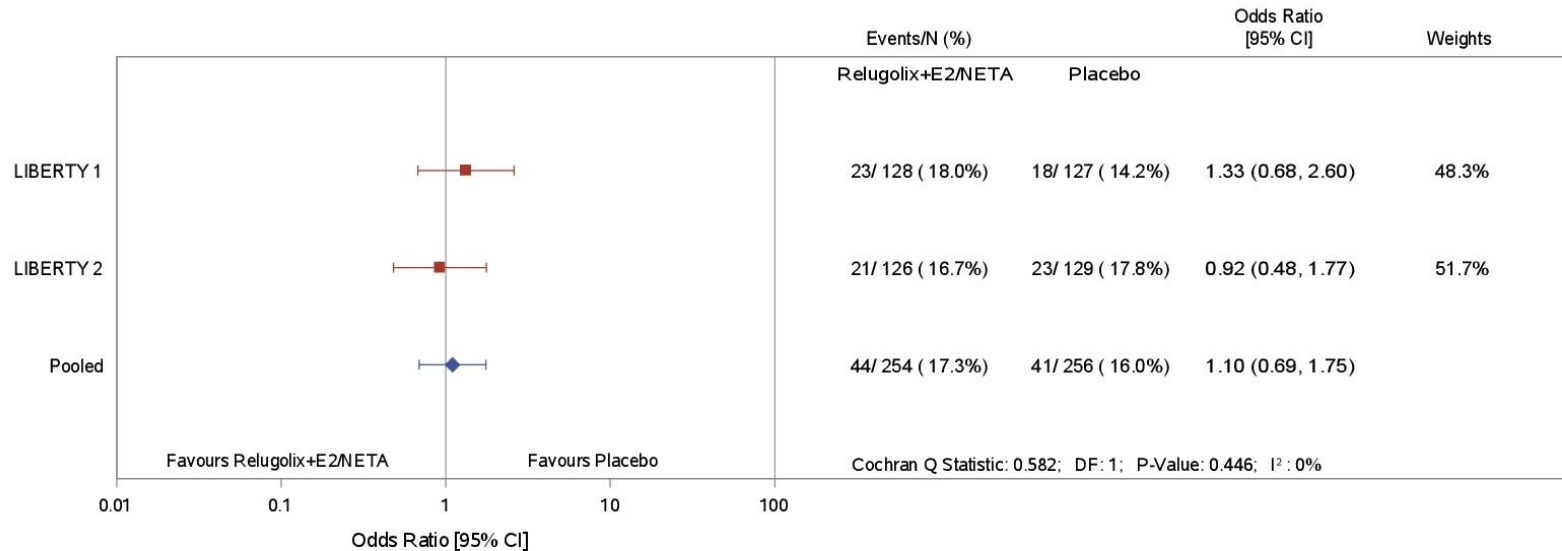 Events/N (%) Odds Ratio [95% CI] Weights
Relugolix+E2/NETA Placebo
LIBERTY 1 23/ 128 ( 18.0%) 18/ 127 ( 14.2%) 1.33 (0.68, 2.60) 48.3%
LIBERTY 2 21/ 126 ( 16.7%) 23/ 129 ( 17.8%) 0.92 (0.48, 1.77) 51.7%
Pooled 44/ 254 ( 17.3%) 41/ 256 ( 16.0%) 1.10 (0.69, 1.75)
Favours Relugolix+E2/NETA Favours Placebo Cochran Q Statistic: 0.582; DF: 1; P-Value: 0.446; I² : 0%
0.01 0.1 1 10 100
Odds Ratio [95% CI]